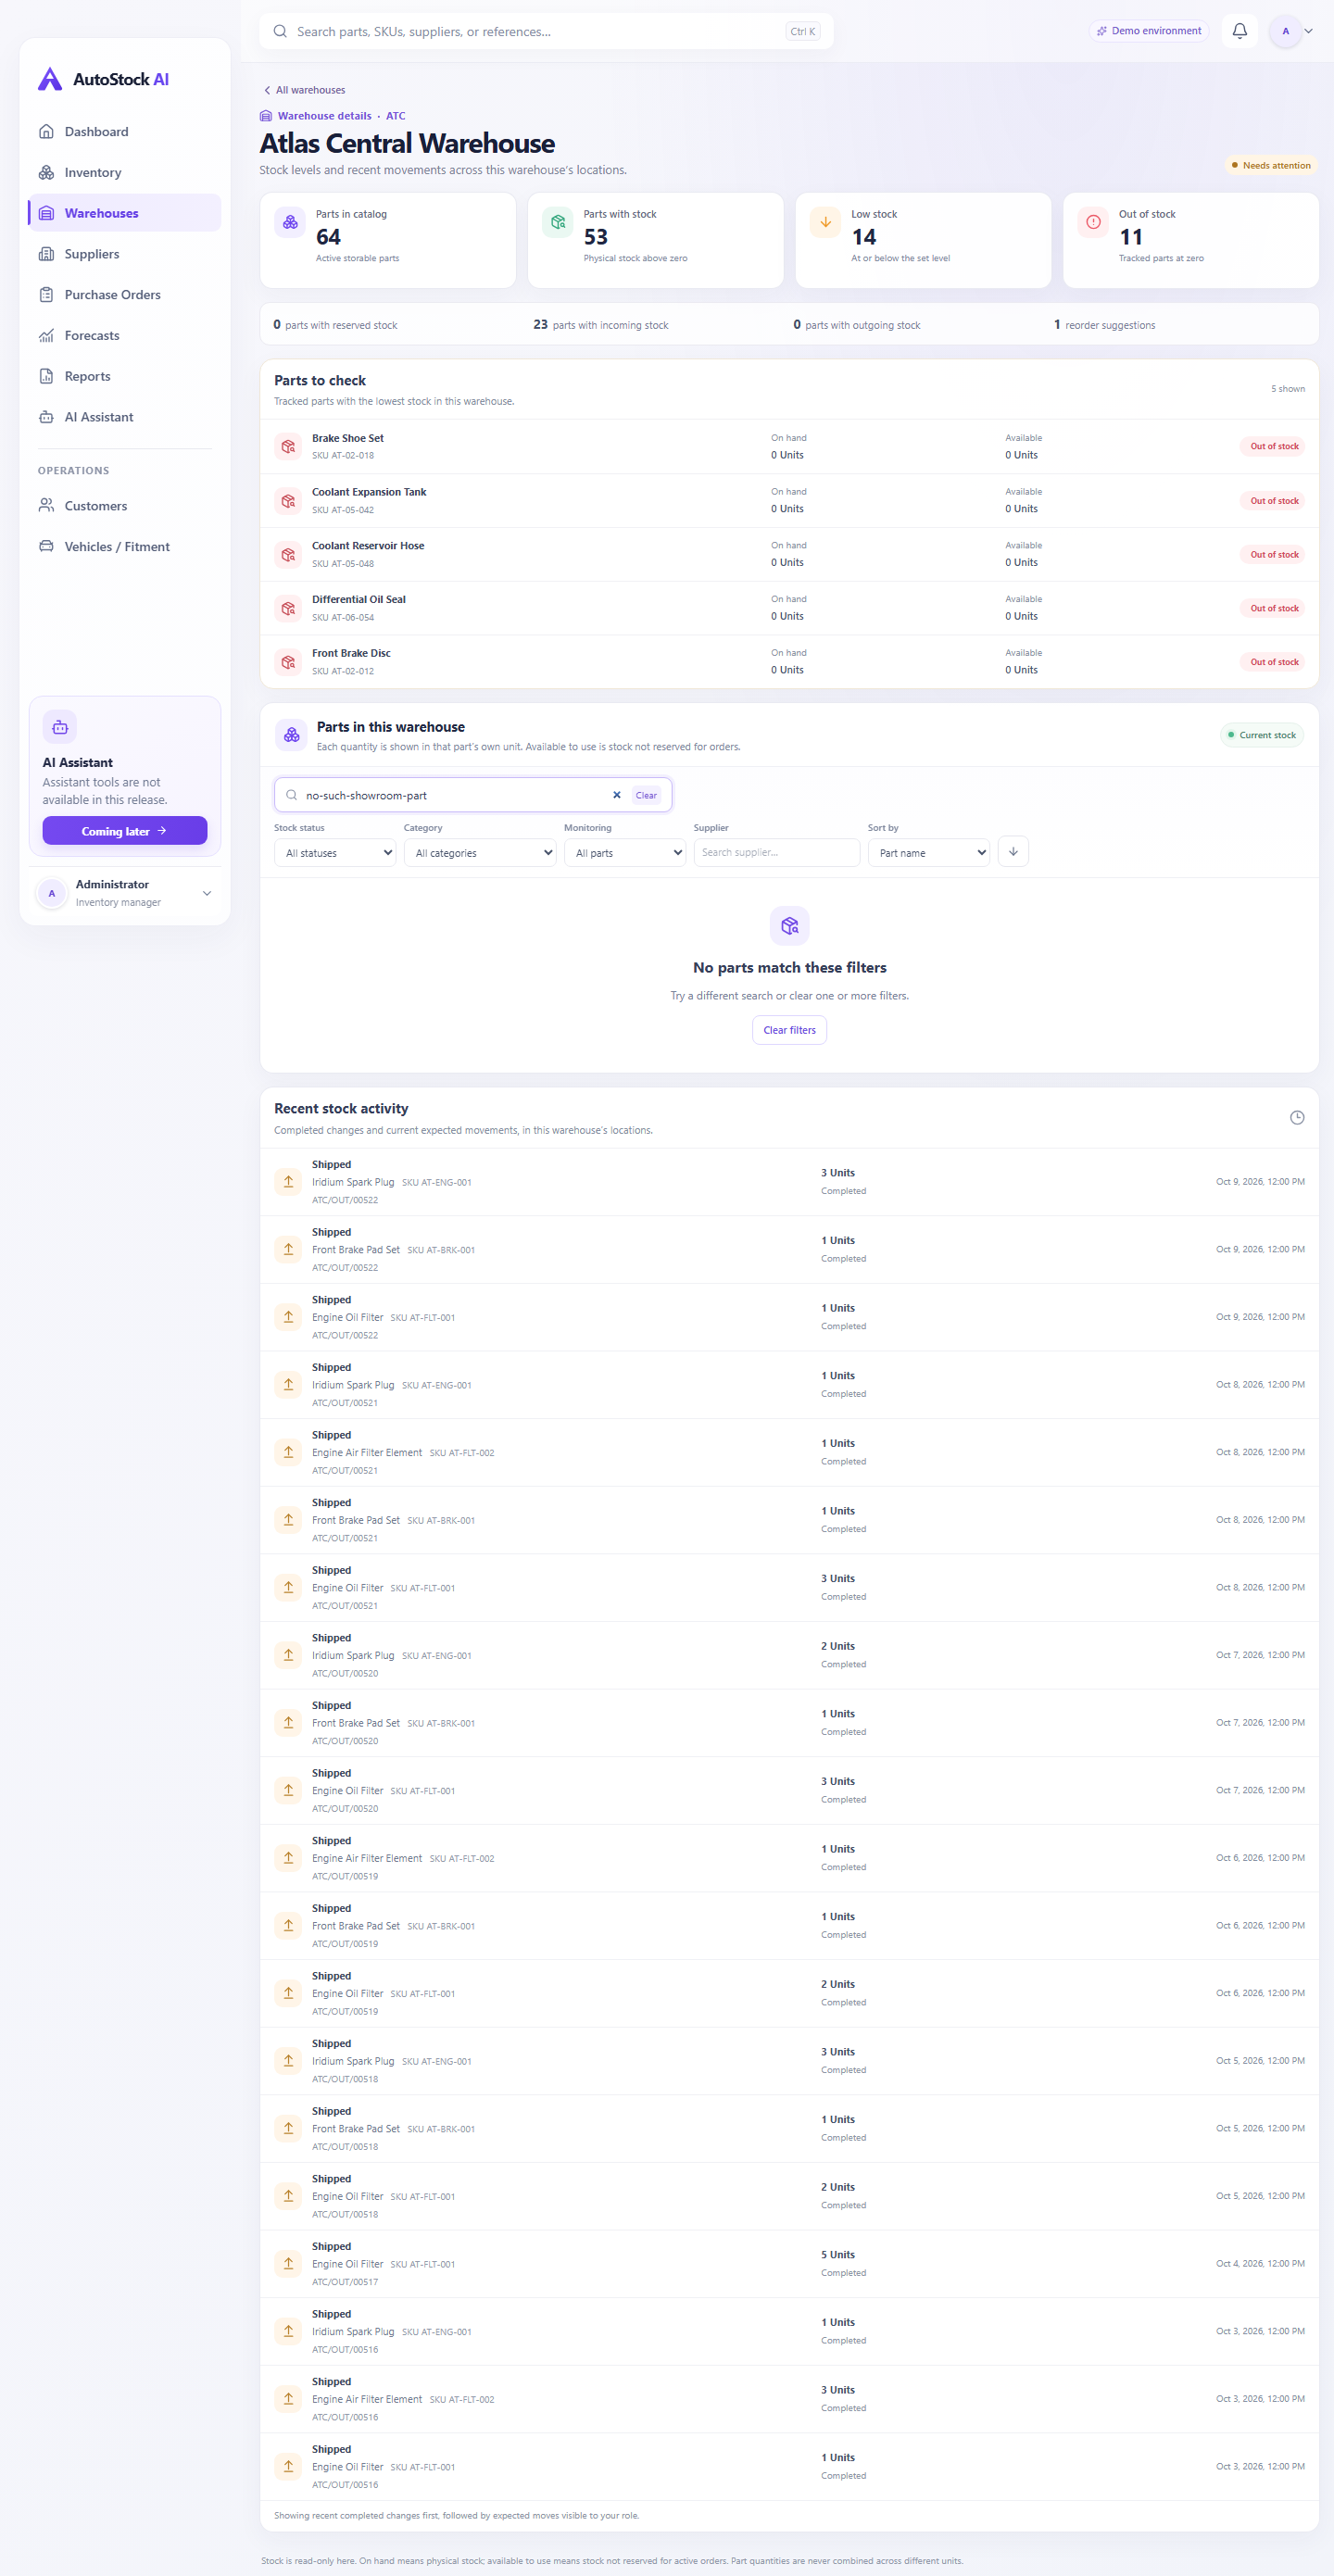 AutoStock AI
Search parts, SKUs, suppliers, or references...
Ctrl K
Demo environment
A
Dashboard
Inventory
Warehouses
Suppliers
Purchase Orders
Forecasts
Reports
AI Assistant
OPERATIONS
Customers
Vehicles / Fitment
AI Assistant
Assistant tools are not
available in this release.
Coming later
A
Administrator
Inventory manager
All warehouses
Warehouse details · ATC
Atlas Central Warehouse
Stock levels and recent movements across this warehouse's locations.
Needs attention
Parts in catalog
64
Active storable parts
Parts with stock
53
Physical stock above zero
Low stock
14
At or below the set level
Out of stock
11
Tracked parts at zero
0 parts with reserved stock
23 parts with incoming stock
0 parts with outgoing stock
1 reorder suggestions
Parts to check
Tracked parts with the lowest stock in this warehouse.
5 shown
Brake Shoe Set
SKU AT-02-018
On hand
0 Units
Available
0 Units
Out of stock
Coolant Expansion Tank
SKU AT-05-042
On hand
0 Units
Available
0 Units
Out of stock
Coolant Reservoir Hose
SKU AT-05-048
On hand
0 Units
Available
0 Units
Out of stock
Differential Oil Seal
SKU AT-06-054
On hand
0 Units
Available
0 Units
Out of stock
Front Brake Disc
SKU AT-02-012
On hand
0 Units
Available
0 Units
Out of stock
Parts in this warehouse
Each quantity is shown in that part's own unit. Available to use is stock not reserved for orders.
Current stock
no-such-showroom-part
Clear
Stock status
All statuses
Category
All categories
Monitoring
All parts
Supplier
Search supplier...
Sort by
Part name
No parts match these filters
Try a different search or clear one or more filters.
Clear filters
Recent stock activity
Completed changes and current expected movements, in this warehouse's locations.
Shipped
Iridium Spark Plug SKU AT-ENG-001
ATC/OUT/00522
3 Units
Completed
Oct 9, 2026, 12:00 PM
Shipped
Front Brake Pad Set SKU AT-BRK-001
ATC/OUT/00522
1 Units
Completed
Oct 9, 2026, 12:00 PM
Shipped
Engine Oil Filter SKU AT-FLT-001
ATC/OUT/00522
1 Units
Completed
Oct 9, 2026, 12:00 PM
Shipped
Iridium Spark Plug SKU AT-ENG-001
ATC/OUT/00521
1 Units
Completed
Oct 8, 2026, 12:00 PM
Shipped
Engine Air Filter Element SKU AT-FLT-002
ATC/OUT/00521
1 Units
Completed
Oct 8, 2026, 12:00 PM
Shipped
Front Brake Pad Set SKU AT-BRK-001
ATC/OUT/00521
1 Units
Completed
Oct 8, 2026, 12:00 PM
Shipped
Engine Oil Filter SKU AT-FLT-001
ATC/OUT/00521
3 Units
Completed
Oct 8, 2026, 12:00 PM
Shipped
Iridium Spark Plug SKU AT-ENG-001
ATC/OUT/00520
2 Units
Completed
Oct 7, 2026, 12:00 PM
Shipped
Front Brake Pad Set SKU AT-BRK-001
ATC/OUT/00520
1 Units
Completed
Oct 7, 2026, 12:00 PM
Shipped
Engine Oil Filter SKU AT-FLT-001
ATC/OUT/00520
3 Units
Completed
Oct 7, 2026, 12:00 PM
Shipped
Engine Air Filter Element SKU AT-FLT-002
ATC/OUT/00519
1 Units
Completed
Oct 6, 2026, 12:00 PM
Shipped
Front Brake Pad Set SKU AT-BRK-001
ATC/OUT/00519
1 Units
Completed
Oct 6, 2026, 12:00 PM
Shipped
Engine Oil Filter SKU AT-FLT-001
ATC/OUT/00519
2 Units
Completed
Oct 6, 2026, 12:00 PM
Shipped
Iridium Spark Plug SKU AT-ENG-001
ATC/OUT/00518
3 Units
Completed
Oct 5, 2026, 12:00 PM
Shipped
Front Brake Pad Set SKU AT-BRK-001
ATC/OUT/00518
1 Units
Completed
Oct 5, 2026, 12:00 PM
Shipped
Engine Oil Filter SKU AT-FLT-001
ATC/OUT/00518
2 Units
Completed
Oct 5, 2026, 12:00 PM
Shipped
Engine Oil Filter SKU AT-FLT-001
ATC/OUT/00517
5 Units
Completed
Oct 4, 2026, 12:00 PM
Shipped
Iridium Spark Plug SKU AT-ENG-001
ATC/OUT/00516
1 Units
Completed
Oct 3, 2026, 12:00 PM
Shipped
Engine Air Filter Element SKU AT-FLT-002
ATC/OUT/00516
3 Units
Completed
Oct 3, 2026, 12:00 PM
Shipped
Engine Oil Filter SKU AT-FLT-001
ATC/OUT/00516
1 Units
Completed
Oct 3, 2026, 12:00 PM
Showing recent completed changes first, followed by expected moves visible to your role.
Stock is read-only here. On hand means physical stock; available to use means stock not reserved for active orders. Part quantities are never combined across different units.